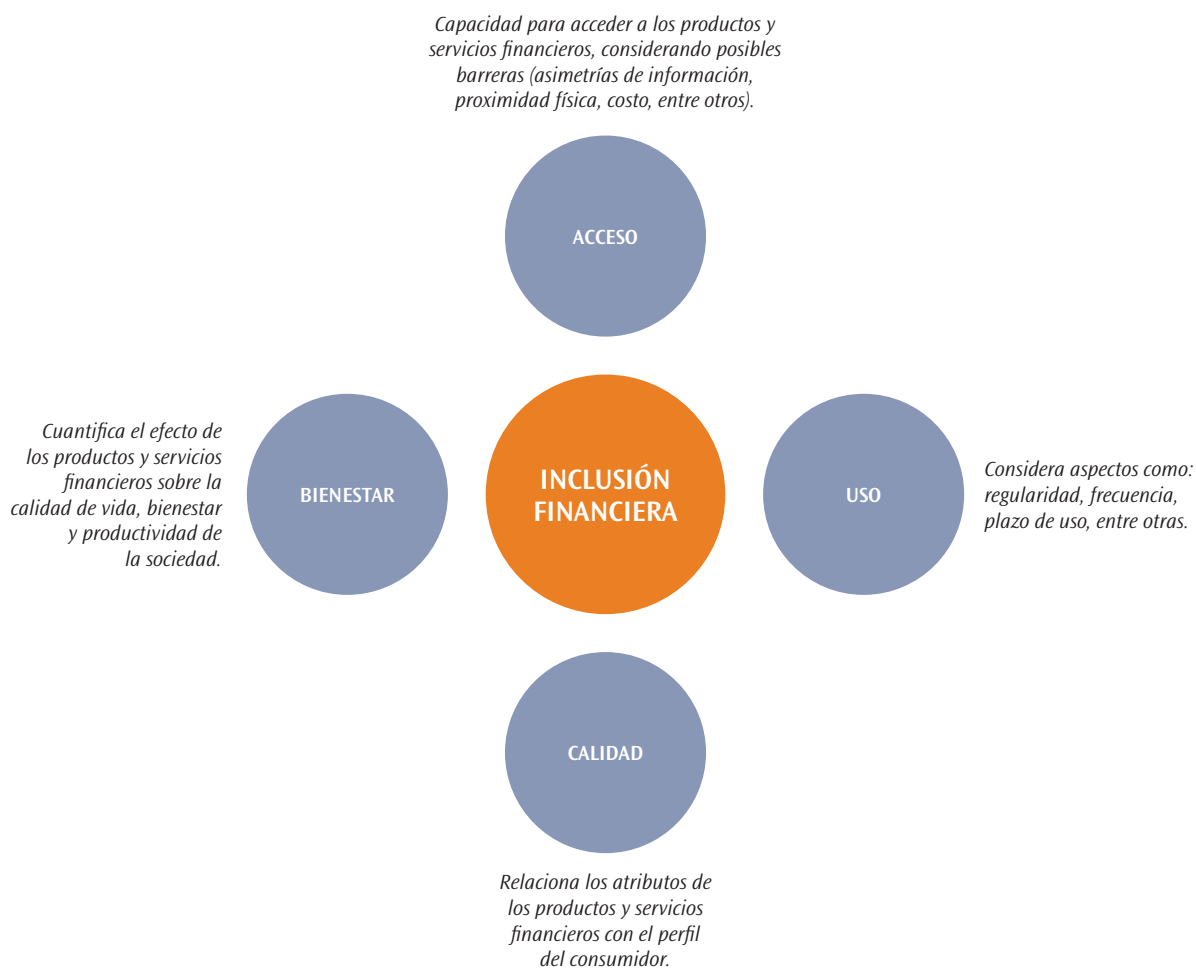 Capacidad para acceder a los productos y
servicios financieros, considerando posibles
barreras (asimetrías de información,
proximidad física, costo, entre otros).
ACCESO
Cuantifica el efecto de
los productos y servicios
financieros sobre la
calidad de vida, bienestar
y productividad de
la sociedad.
BIENESTAR
INCLUSIÓN
FINANCIERA
USO
Considera aspectos como:
regularidad, frecuencia,
plazo de uso, entre otras.
CALIDAD
Relaciona los atributos de
los productos y servicios
financieros con el perfil
del consumidor.